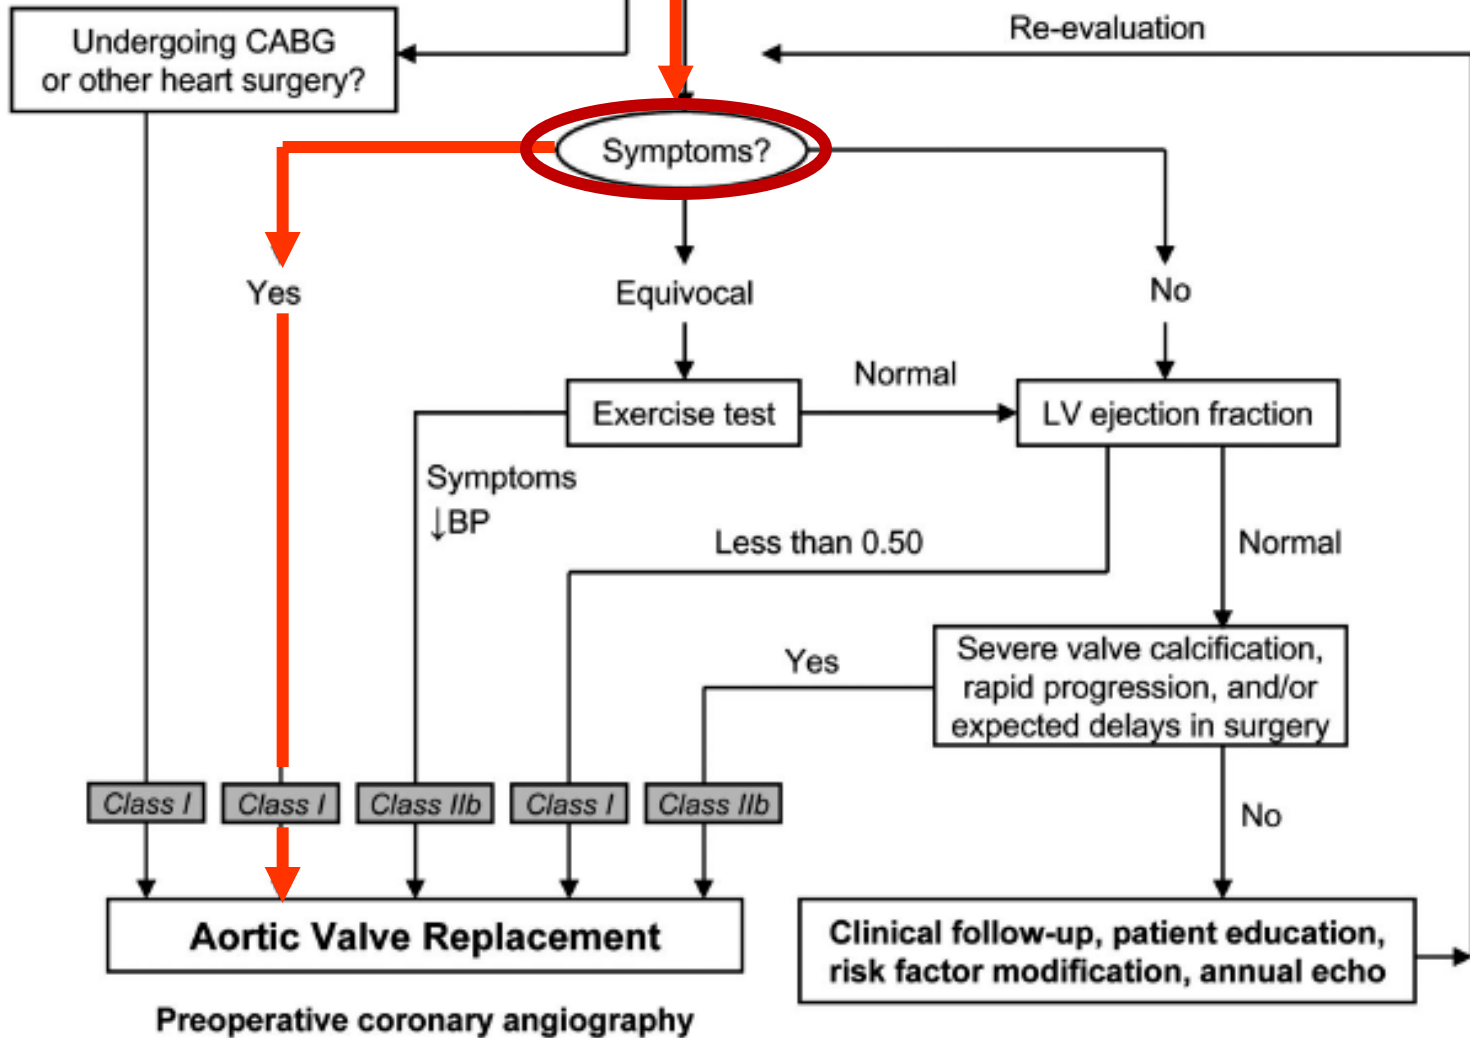 Undergoing CABG
or other heart surgery?
Re-evaluation
Symptoms?
Yes
Equivocal
No
Exercise test
Normal
LV ejection fraction
Symptoms
↓BP
Less than 0.50
Normal
Yes
Severe valve calcification,
rapid progression, and/or
expected delays in surgery
Class I
Class I
Class IIb
Class I
Class IIb
No
Aortic Valve Replacement
Clinical follow-up, patient education,
risk factor modification, annual echo
Preoperative coronary angiography